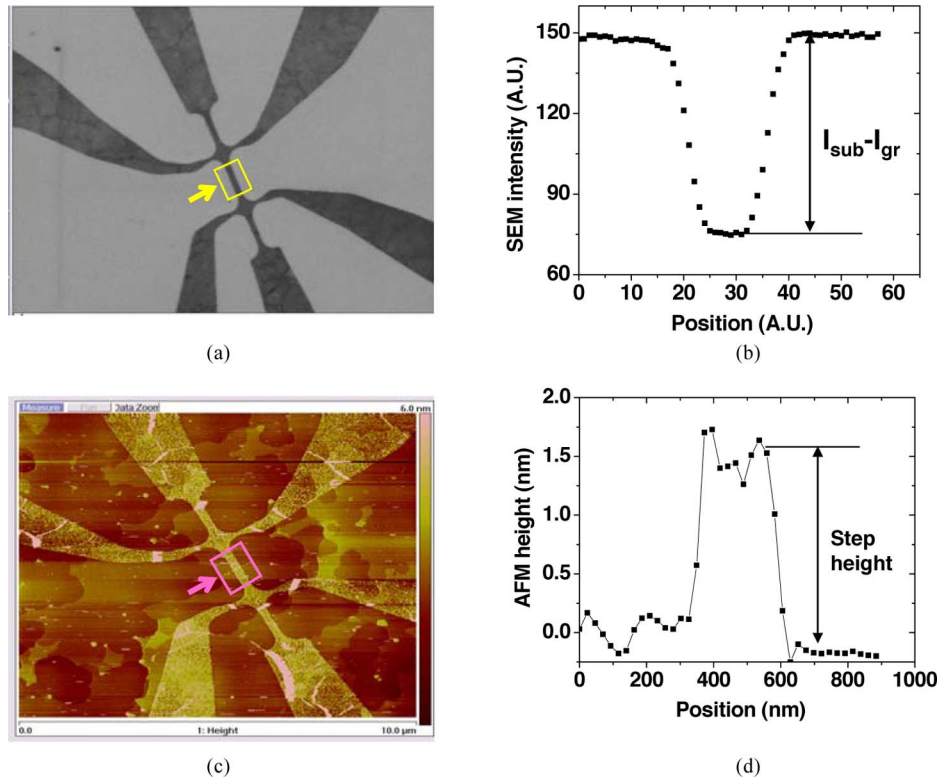 (a)
150
120
90
60
0 10 20 30 40 50 60
SEM intensity (A.U.)
Position (A.U.)
I_sub-I_gr
(b)
Measure
Data Zoom
6.0 nm
0.0 1: Height 10.0 µm
(c)
2.0
1.5
1.0
0.5
0.0
0 200 400 600 800 1000
AFM height (nm)
Position (nm)
Step
height
(d)